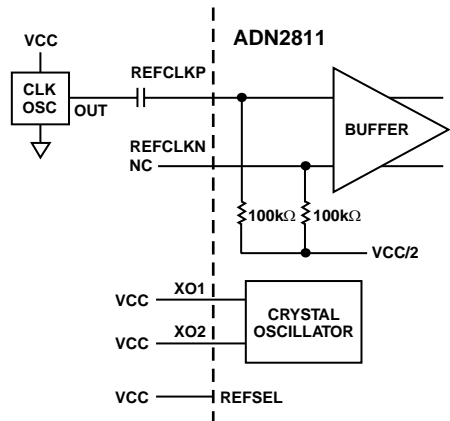 ADN2811
VCC
REFCLKP
CLK
OSC
OUT
BUFFER
REFCLKN
NC
100kΩ 100kΩ
VCC/2
VCC XO1
CRYSTAL
OSCILLATOR
VCC XO2
VCC REFSEL